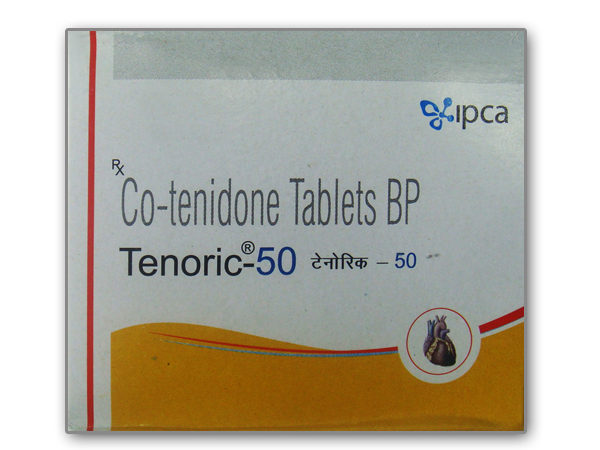 ipca
Rx
Co-tenidone Tablets BP
Tenoric®-50 टेनोरिक – 50